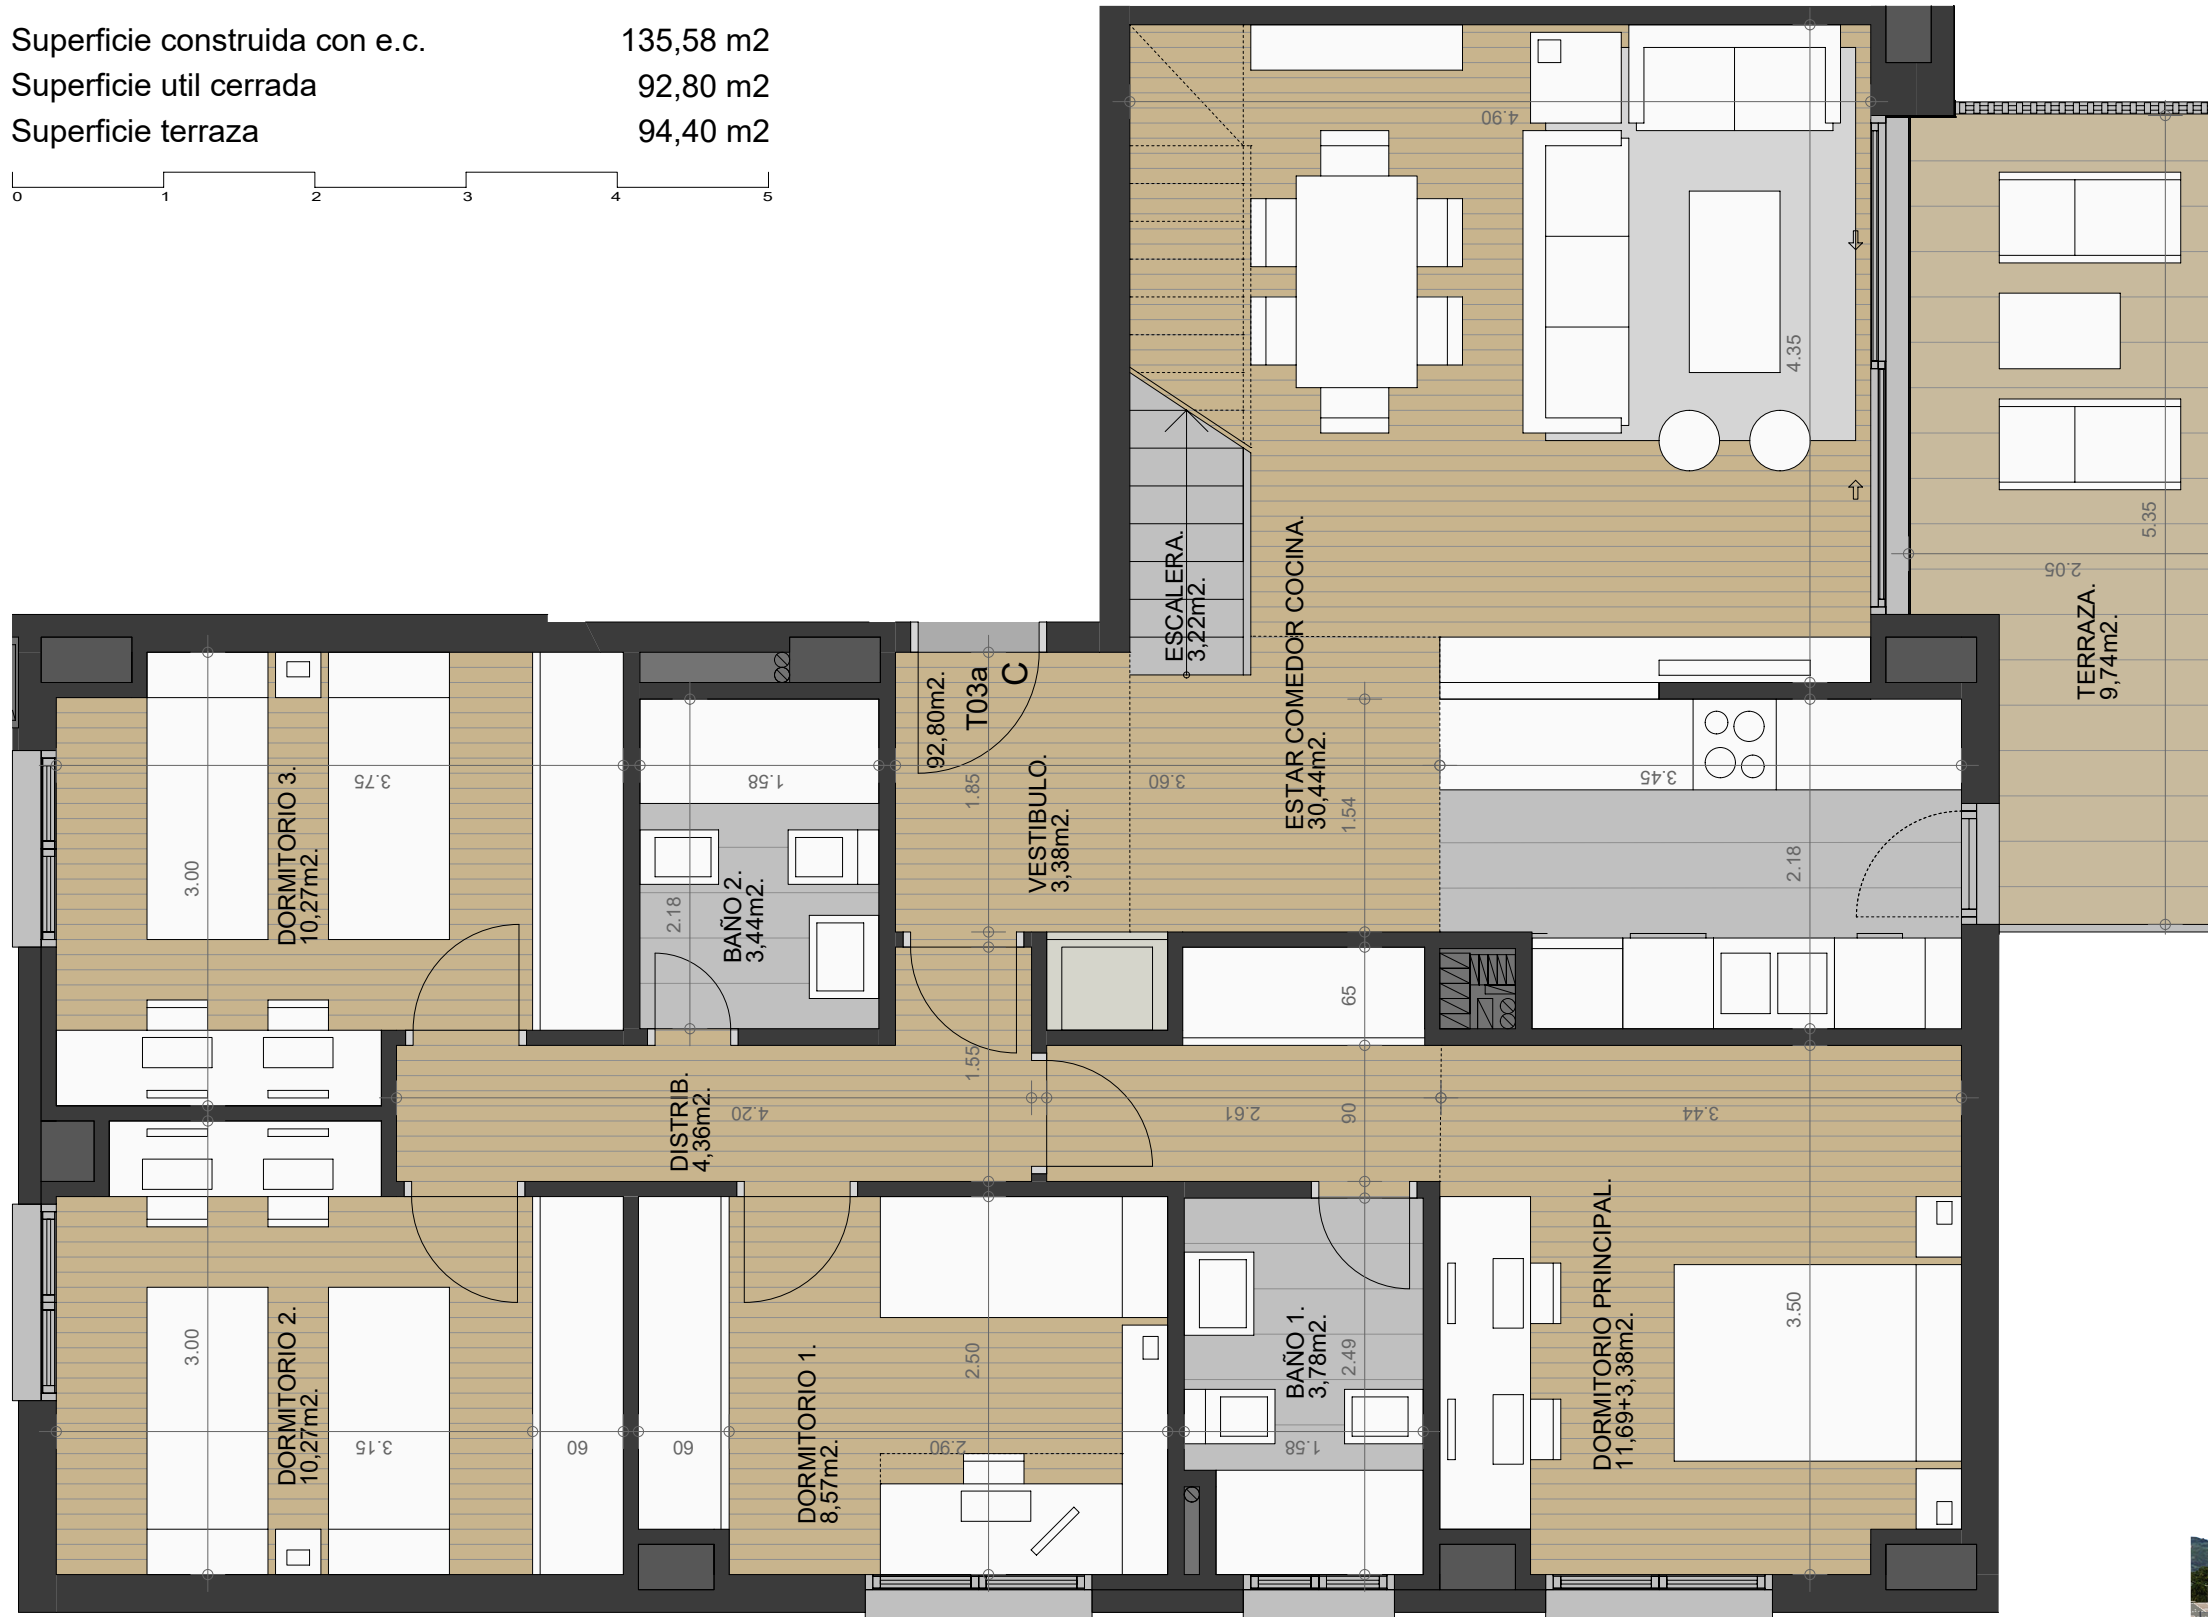 Superficie construida con e.c. 135,58 m2
Superficie util cerrada 92,80 m2
Superficie terraza 94,40 m2
0 1 2 3 4 5
4.90
4.35
5.35
2.05
TERRAZA.
9,74m2.
ESCALERA.
3,22m2.
ESTAR COMEDOR COCINA.
30,44m2.
92,80m2.
T03a
C
VESTIBULO.
3,38m2.
1.85
3.60
1.54
3.45
2.18
DORMITORIO 3.
10,27m2.
3.75
3.00
1.58
2.18
BAÑO 2.
3,44m2.
65
1.55
DISTRIB.
4,36m2.
4.20
2.61
90
3.44
DORMITORIO 2.
10,27m2.
3.00
3.15
60
60
DORMITORIO 1.
8,57m2.
2.50
2.90
BAÑO 1.
3,78m2.
2.49
1.58
DORMITORIO PRINCIPAL.
11,69+3,38m2.
3.50